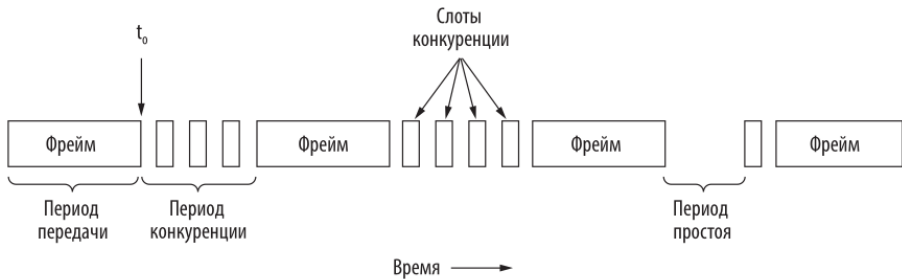 Слоты
конкуренции
t₀
Фрейм
Фрейм
Фрейм
Фрейм
Период
передачи
Период
конкуренции
Период
простоя
Время